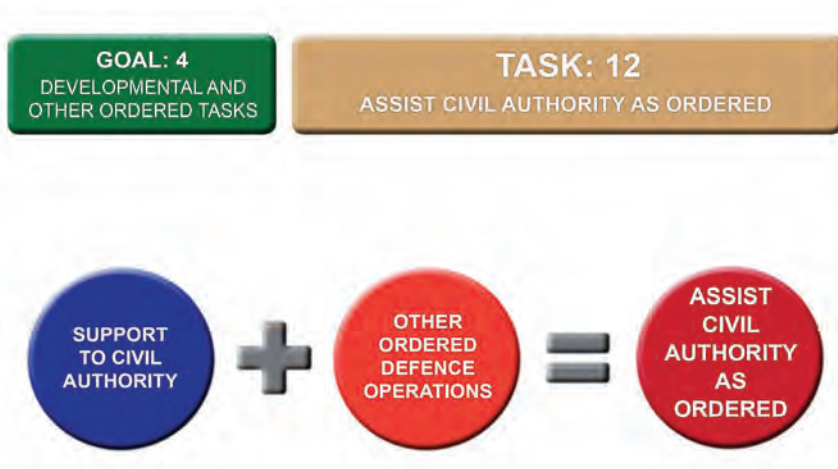 GOAL: 4
DEVELOPMENTAL AND
OTHER ORDERED TASKS
TASK: 12
ASSIST CIVIL AUTHORITY AS ORDERED
SUPPORT
TO CIVIL
AUTHORITY
OTHER
ORDERED
DEFENCE
OPERATIONS
ASSIST
CIVIL
AUTHORITY
AS
ORDERED